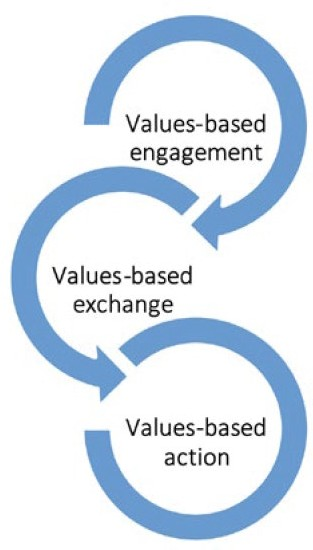 Values-based
engagement
Values-based
exchange
Values-based
action